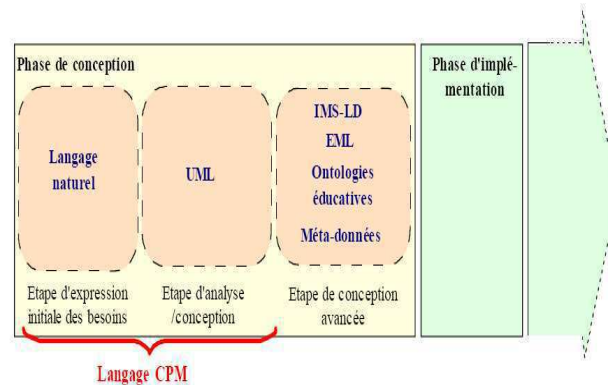 Phase de conception
Phase d'implé-
mentation
Langage
naturel
UML
IMS-LD
EML
Ontologies
éducatives
Méta-données
Etape d'expression
initiale des besoins
Etape d'analyse
/conception
Etape de conception
avancée
Langage CPM